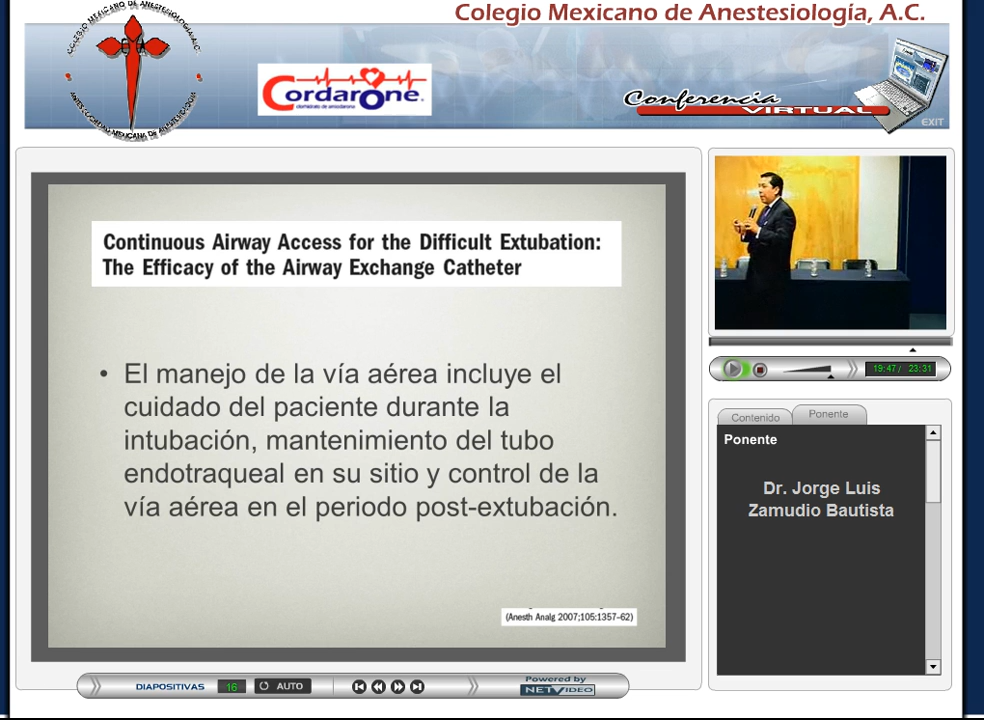 Colegio Mexicano de Anestesiología, A.C.
COLEGIO MEXICANO DE ANESTESIOLOGIA A.C.
CordarOne.
Conferencia
VIRTUAL
EXIT
Continuous Airway Access for the Difficult Extubation:
The Efficacy of the Airway Exchange Catheter
• El manejo de la vía aérea incluye el
cuidado del paciente durante la
intubación, mantenimiento del tubo
endotraqueal en su sitio y control de la
vía aérea en el periodo post-extubación.
(Anesth Analg 2007;105:1357–62)
19:47 / 23:31
Contenido
Ponente
Ponente
Dr. Jorge Luis
Zamudio Bautista
DIAPOSITIVAS
16
AUTO
Powered by
NETVIDEO